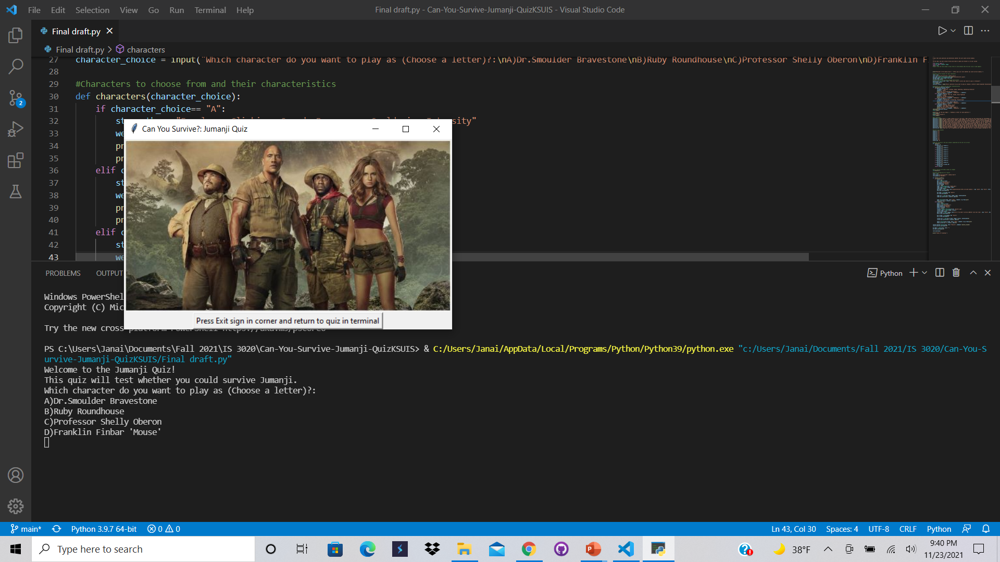 File Edit Selection View Go Run Terminal Help
Final draft.py - Can-You-Survive-Jumanji-QuizKSUIS - Visual Studio Code
Final draft.py
Final draft.py > characters
27 character_choice = input("Which character do you want to play as (Choose a letter)?:\nA)Dr.Smoulder Bravestone\nB)Ruby Roundhouse\nC)Professor Shelly Oberon\nD)Franklin Fi
28
29 #Characters to choose from and their characteristics
30 def characters(character_choice):
31 if character_choice== "A":
32 st
33 we
34 pr
35 pr
36 elif c
37 st
38 we
39 pr
40 pr
41 elif c
42 st
43 we
Can You Survive?: Jumanji Quiz
Press Exit sign in corner and return to quiz in terminal
PROBLEMS OUTPUT
Python
Windows PowerShel
Copyright (C) Mic
Try the new cross
PS C:\Users\Janai\Documents\Fall 2021\IS 3020\Can-You-Survive-Jumanji-QuizKSUIS> & C:/Users/Janai/AppData/Local/Programs/Python/Python39/python.exe "c:/Users/Janai/Documents/Fall 2021/IS 3020/Can-You-S
urvive-Jumanji-QuizKSUIS/Final draft.py"
Welcome to the Jumanji Quiz!
This quiz will test whether you could survive Jumanji.
Which character do you want to play as (Choose a letter)?:
A)Dr.Smoulder Bravestone
B)Ruby Roundhouse
C)Professor Shelly Oberon
D)Franklin Finbar 'Mouse'
2
main* Python 3.9.7 64-bit 0 0 Ln 43, Col 30 Spaces: 4 UTF-8 CRLF Python
Type here to search
38°F
9:40 PM
11/23/2021